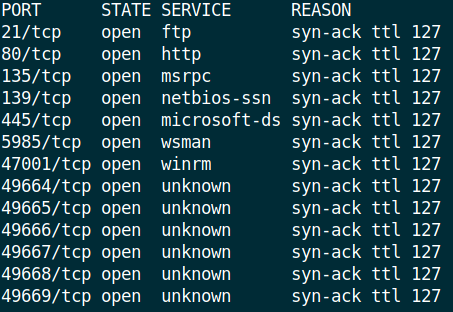 PORT STATE SERVICE REASON
21/tcp open ftp syn-ack ttl 127
80/tcp open http syn-ack ttl 127
135/tcp open msrpc syn-ack ttl 127
139/tcp open netbios-ssn syn-ack ttl 127
445/tcp open microsoft-ds syn-ack ttl 127
5985/tcp open wsman syn-ack ttl 127
47001/tcp open winrm syn-ack ttl 127
49664/tcp open unknown syn-ack ttl 127
49665/tcp open unknown syn-ack ttl 127
49666/tcp open unknown syn-ack ttl 127
49667/tcp open unknown syn-ack ttl 127
49668/tcp open unknown syn-ack ttl 127
49669/tcp open unknown syn-ack ttl 127